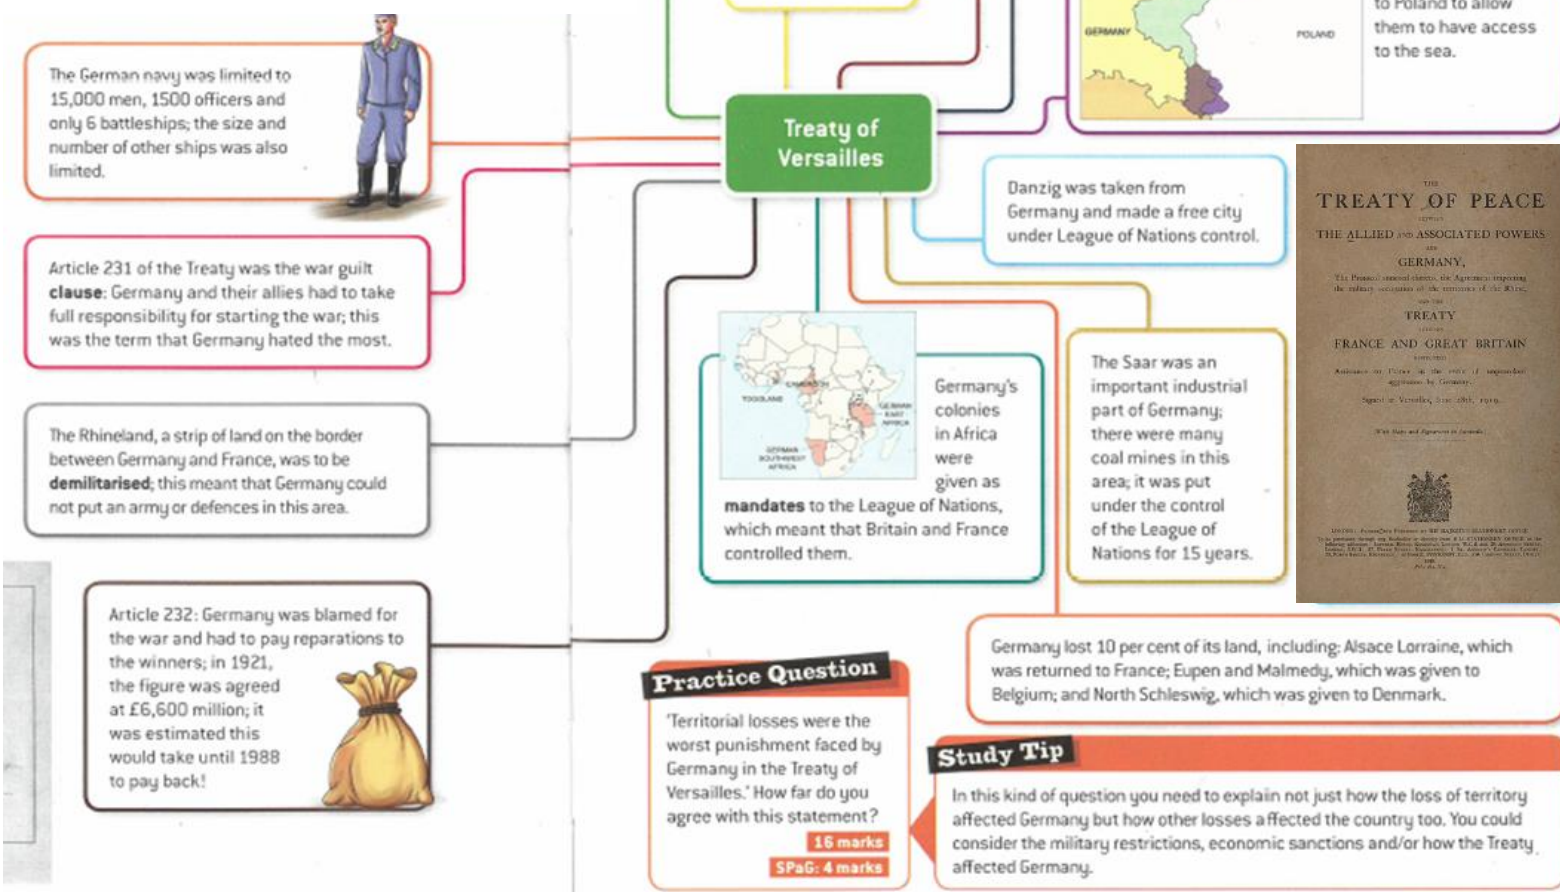 The German navy was limited to
15,000 men, 1500 officers and
only 6 battleships; the size and
number of other ships was also
limited.
Article 231 of the Treaty was the war guilt
clause: Germany and their allies had to take
full responsibility for starting the war; this
was the term that Germany hated the most.
The Rhineland, a strip of land on the border
between Germany and France, was to be
demilitarised; this meant that Germany could
not put an army or defences in this area.
Article 232: Germany was blamed for
the war and had to pay reparations to
the winners; in 1921,
the figure was agreed
at £6,600 million; it
was estimated this
would take until 1988
to pay back!
Treaty of
Versailles
GERMANY
POLAND
to Poland to allow
them to have access
to the sea.
Danzig was taken from
Germany and made a free city
under League of Nations control.
TOGOLAND
CAMEROON
GERMAN
EAST
AFRICA
GERMAN
SOUTHWEST
AFRICA
Germany's
colonies
in Africa
were
given as
mandates to the League of Nations,
which meant that Britain and France
controlled them.
The Saar was an
important industrial
part of Germany;
there were many
coal mines in this
area; it was put
under the control
of the League of
Nations for 15 years.
THE
TREATY OF PEACE
BETWEEN
THE ALLIED AND ASSOCIATED POWERS
AND
GERMANY,
TREATY
FRANCE AND GREAT BRITAIN
Germany lost 10 per cent of its land, including: Alsace Lorraine, which
was returned to France; Eupen and Malmedy, which was given to
Belgium; and North Schleswig, which was given to Denmark.
Practice Question
'Territorial losses were the
worst punishment faced by
Germany in the Treaty of
Versailles.' How far do you
agree with this statement?
16 marks
SPaG: 4 marks
Study Tip
In this kind of question you need to explain not just how the loss of territory
affected Germany but how other losses affected the country too. You could
consider the military restrictions, economic sanctions and/or how the Treaty
affected Germany.